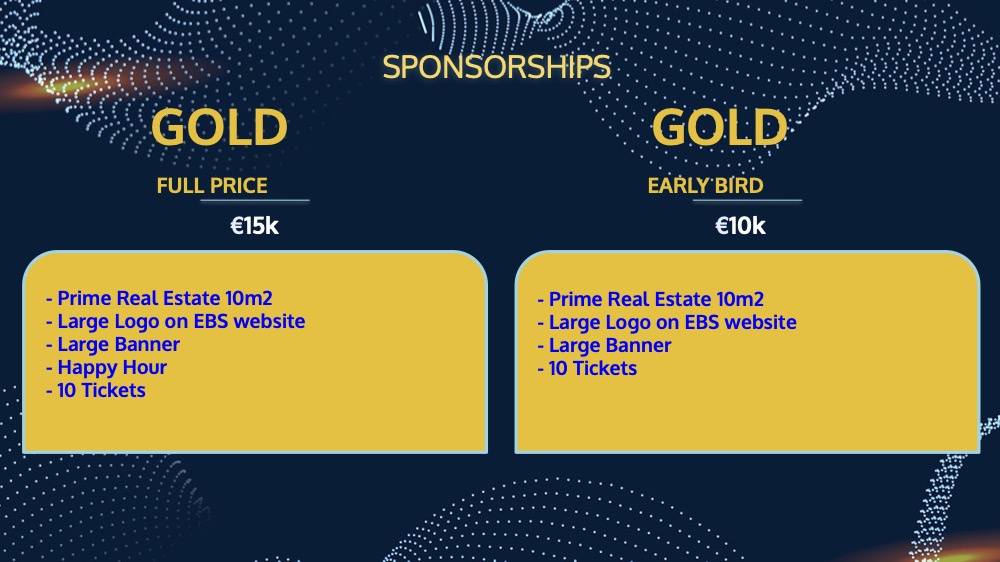 SPONSORSHIPS
GOLD
FULL PRICE
€15k
- Prime Real Estate 10m2
- Large Logo on EBS website
- Large Banner
- Happy Hour
- 10 Tickets
GOLD
EARLY BIRD
€10k
- Prime Real Estate 10m2
- Large Logo on EBS website
- Large Banner
- 10 Tickets